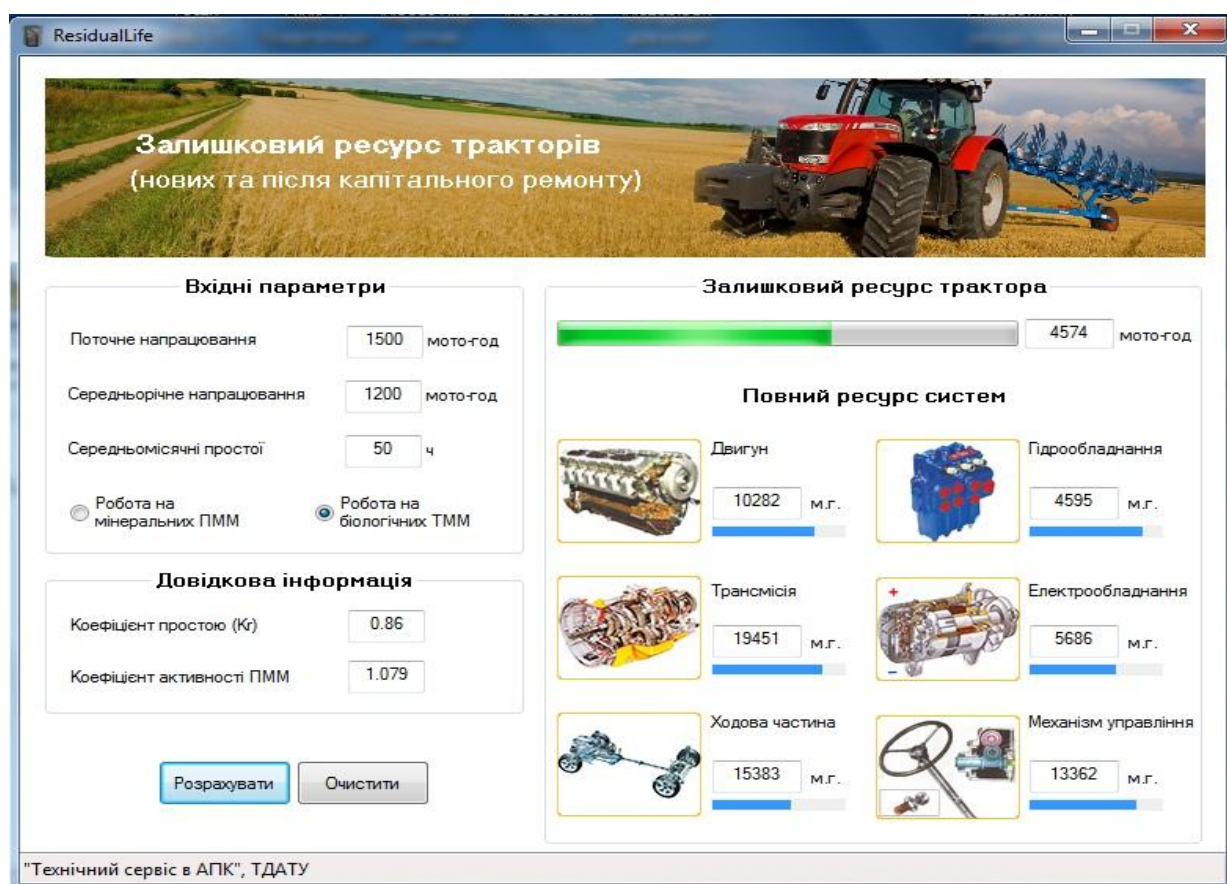 ResidualLife
Залишковий ресурс тракторів
(нових та після капітального ремонту)
Вхідні параметри
Поточне напрацювання 1500 мото-год
Середньорічне напрацювання 1200 мото-год
Середньомісячні простої 50 ч
Робота на
мінеральних ПММ
Робота на
біологічних ТММ
Довідкова інформація
Коефіцієнт простою (Кг) 0.86
Коефіцієнт активності ПММ 1.079
Розрахувати Очистити
Залишковий ресурс трактора
4574 мото-год
Повний ресурс систем
Двигун
10282 м.г.
Гідрообладнання
4595 м.г.
Трансмісія
19451 м.г.
Електрообладнання
5686 м.г.
Ходова частина
15383 м.г.
Механізм управління
13362 м.г.
"Технічний сервіс в АПК", ТДАТУ